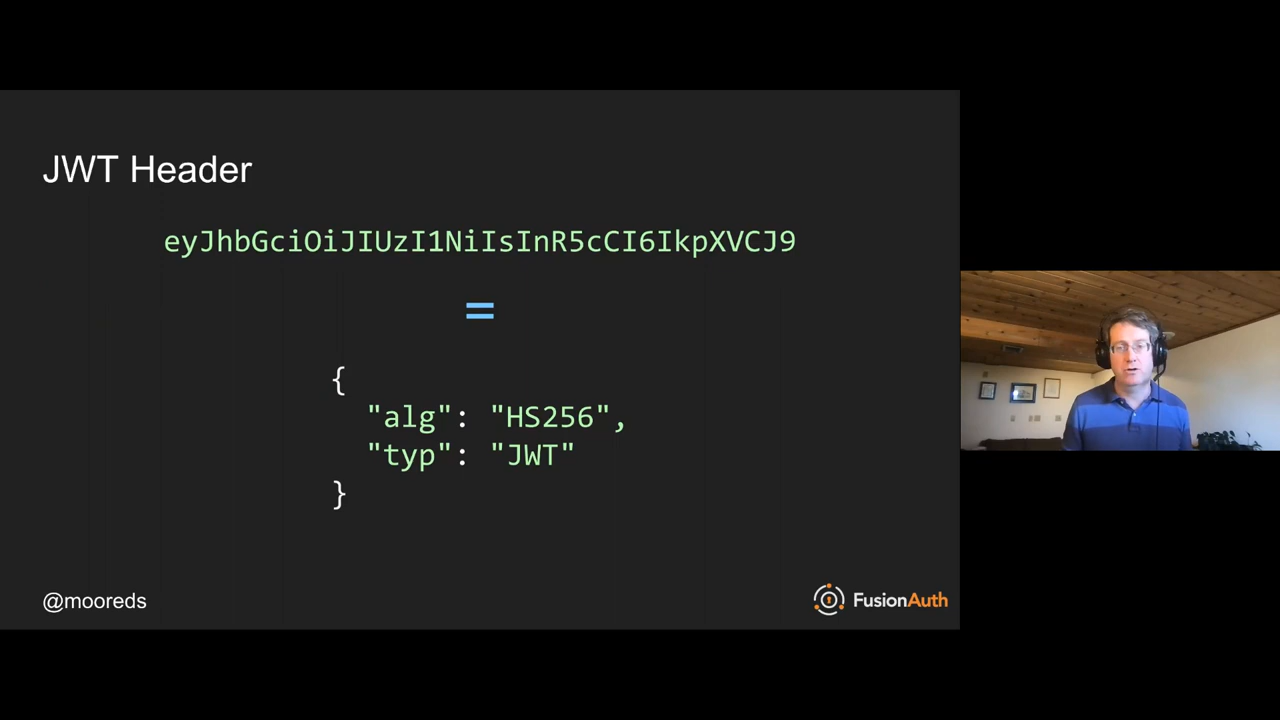 JWT Header
eyJhbGciOiJIUzI1NiIsInR5cCI6IkpXVCJ9
=
{
"alg": "HS256",
"typ": "JWT"
}
@mooreds
FusionAuth